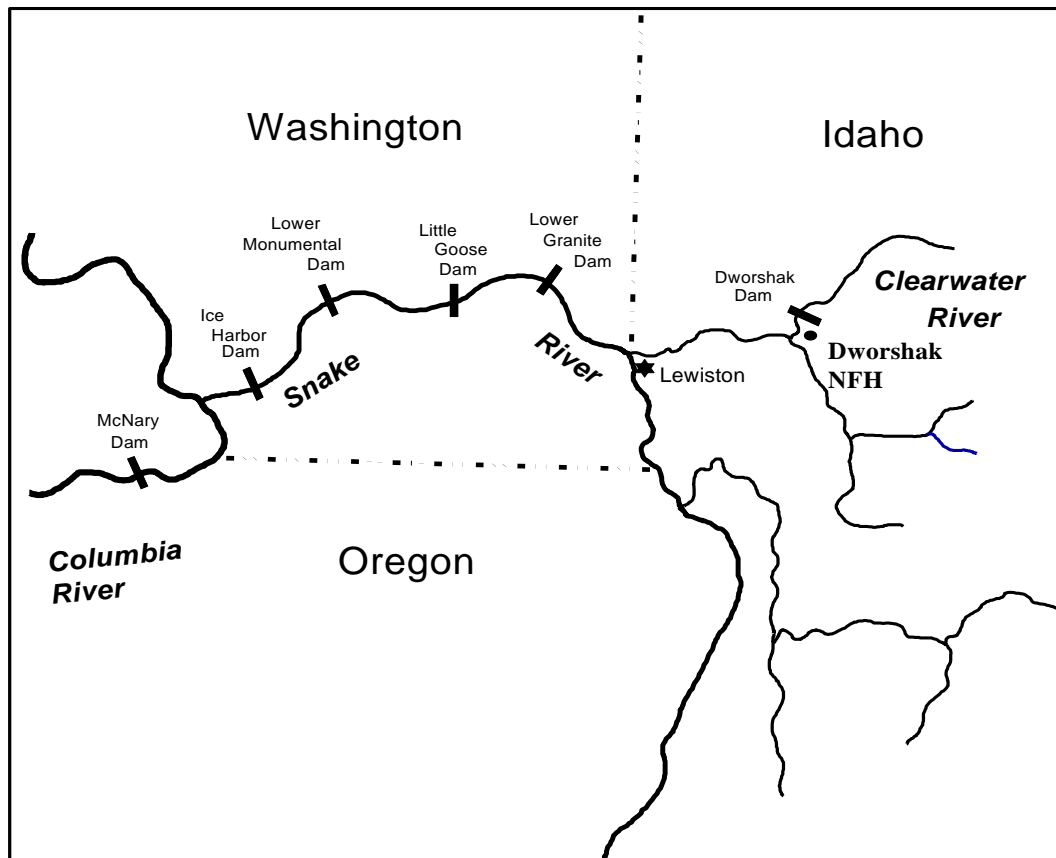 Washington
Idaho
Lower
Monumental
Dam
Little
Goose
Dam
Lower
Granite
Dam
Dworshak
Dam
Clearwater
River
Ice
Harbor
Dam
Snake
River
Dworshak
NFH
Lewiston
McNary
Dam
Columbia
River
Oregon